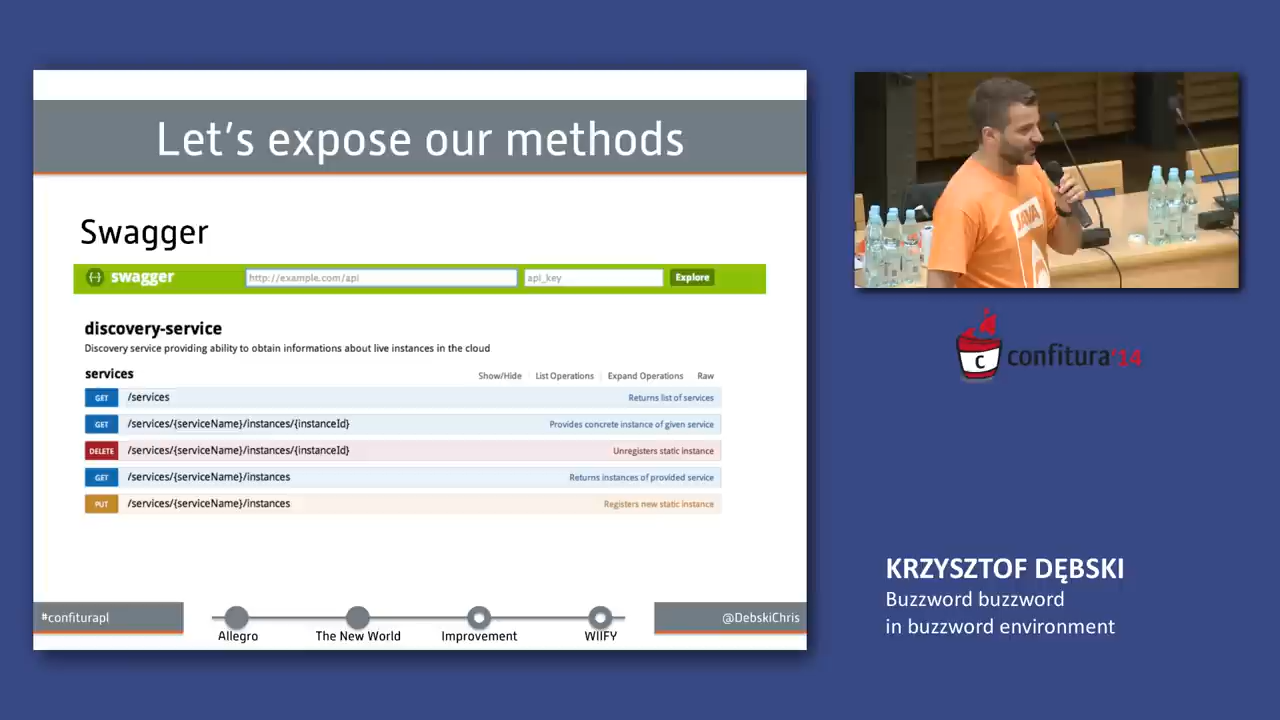 Let's expose our methods
Swagger
{···} swagger
http://example.com/api
api_key
Explore
discovery-service
Discovery service providing ability to obtain informations about live instances in the cloud
services
Show/Hide
List Operations
Expand Operations
Raw
GET /services Returns list of services
GET /services/{serviceName}/instances/{instanceId} Provides concrete instance of given service
DELETE /services/{serviceName}/instances/{instanceId} Unregisters static instance
GET /services/{serviceName}/instances Returns instances of provided service
PUT /services/{serviceName}/instances Registers new static instance
#confiturapl
Allegro
The New World
Improvement
WIIFY
@DebskiChris
JAVA
C
confitura'14
KRZYSZTOF DĘBSKI
Buzzword buzzword
in buzzword environment